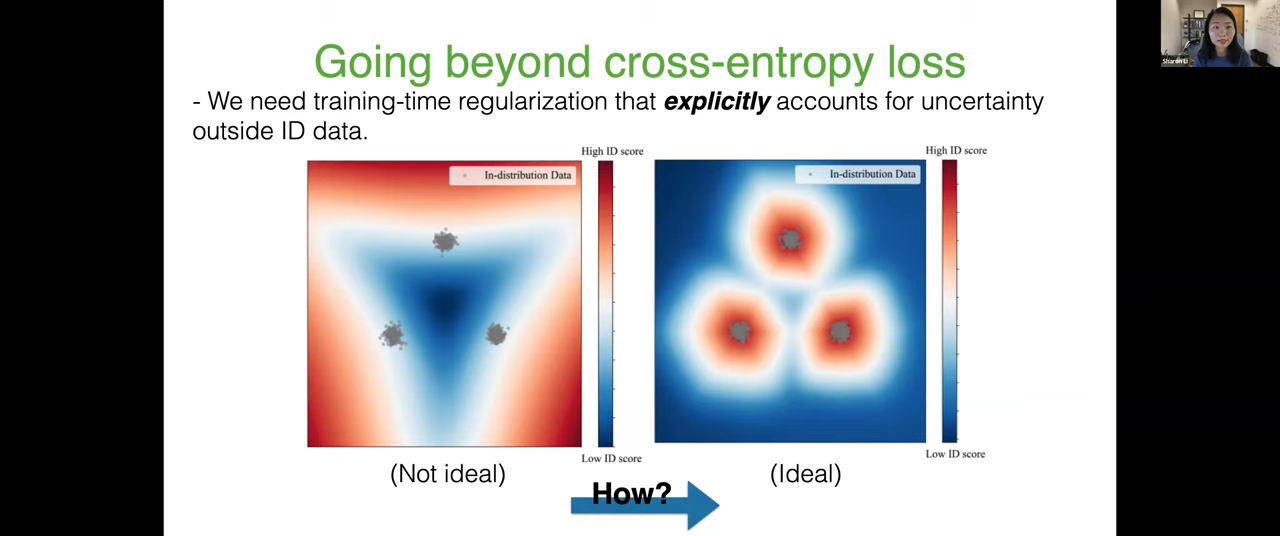 Sharon Li
Going beyond cross-entropy loss
- We need training-time regularization that explicitly accounts for uncertainty
outside ID data.
High ID score
In-distribution Data
Low ID score
High ID score
In-distribution Data
Low ID score
(Not ideal)
(Ideal)
How?